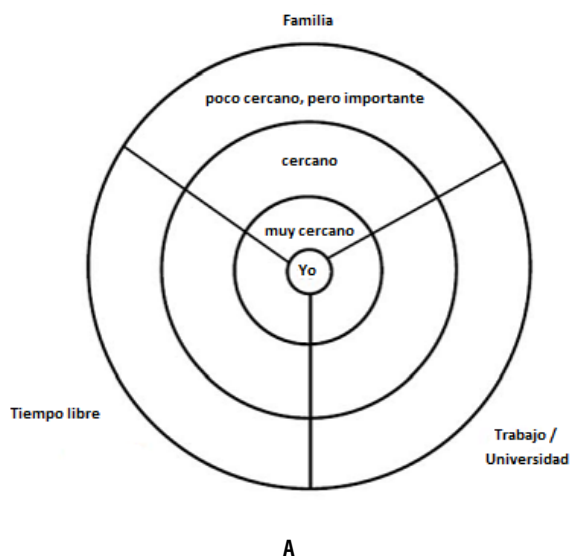 Familia
poco cercano, pero importante
cercano
muy cercano
Yo
Tiempo libre
Trabajo /
Universidad
A